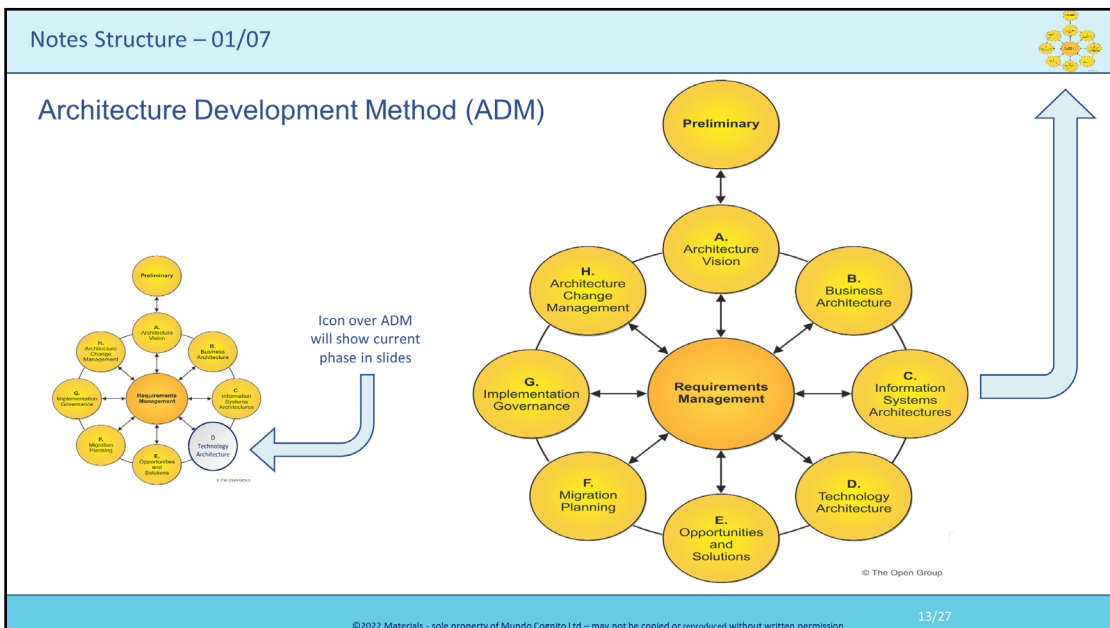 Notes Structure – 01/07
Architecture Development Method (ADM)
Preliminary
A.
Architecture
Vision
B.
Business
Architecture
C.
Information
Systems
Architectures
D.
Technology
Architecture
E.
Opportunities
and
Solutions
F.
Migration
Planning
G.
Implementation
Governance
H.
Architecture
Change
Management
Requirements
Management
© The Open Group
Icon over ADM
will show current
phase in slides
Preliminary
A.
Architecture
Vision
B.
Business
Architecture
C.
Information
Systems
Architectures
D
Technology
Architecture
E.
Opportunities
and
Solutions
F.
Migration
Planning
G.
Implementation
Governance
H.
Architecture
Change
Management
Requirements
Management
© The Open Group
13/27
©2022 Materials - sole property of Mundo Cognito Ltd – may not be copied or reproduced without written permission